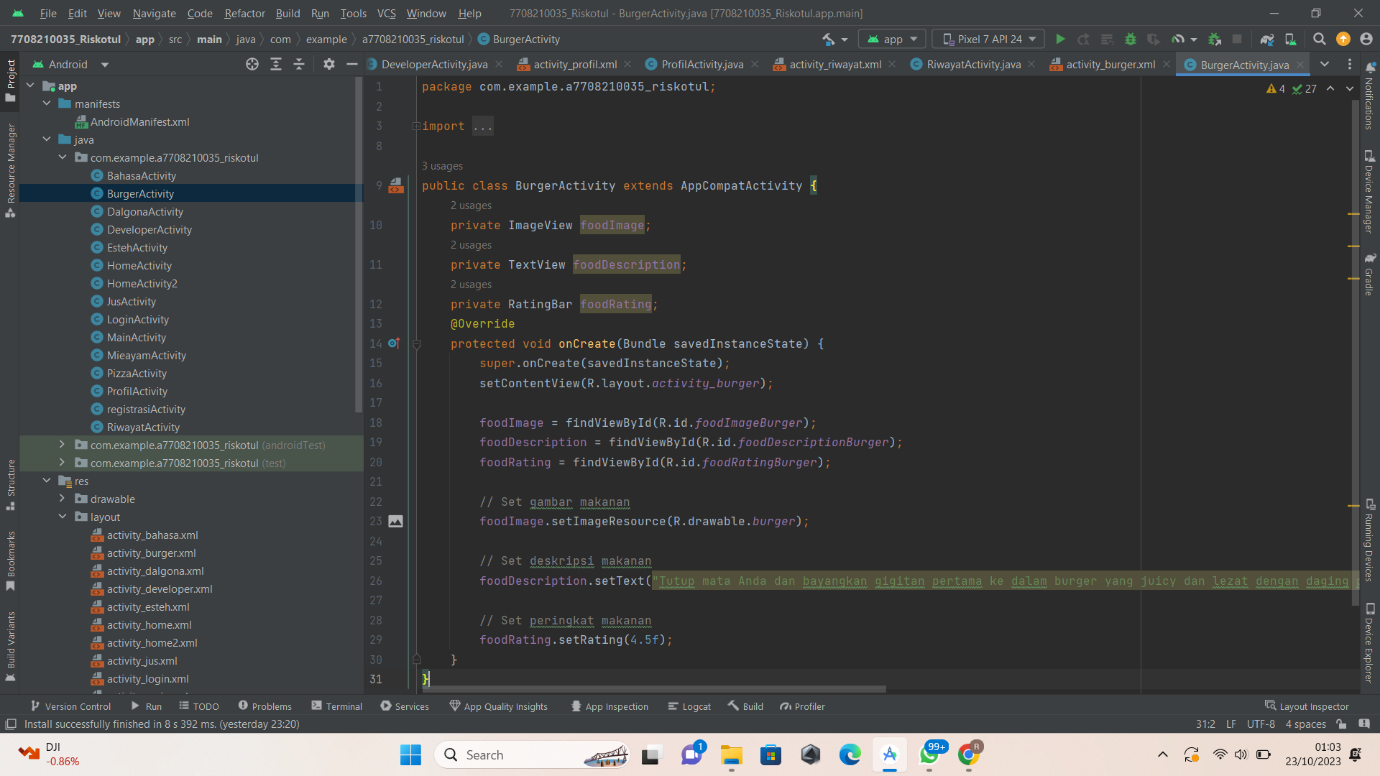 File Edit View Navigate Code Refactor Build Run Tools VCS Window Help 7708210035_Riskotul - BurgerActivity.java [7708210035_Riskotul.app.main]
7708210035_Riskotul app src main java com example a7708210035_riskotul BurgerActivity app Pixel 7 API 24
Android DeveloperActivity.java activity_profil.xml ProfilActivity.java activity_riwayat.xml RiwayatActivity.java activity_burger.xml BurgerActivity.java
Project
Resource Manager
Structure
Bookmarks
Build Variants
app
manifests
AndroidManifest.xml
java
com.example.a7708210035_riskotul
BahasaActivity
BurgerActivity
DalgonaActivity
DeveloperActivity
EstehActivity
HomeActivity
HomeActivity2
JusActivity
LoginActivity
MainActivity
MieayamActivity
PizzaActivity
ProfilActivity
registrasiActivity
RiwayatActivity
com.example.a7708210035_riskotul (androidTest)
com.example.a7708210035_riskotul (test)
res
drawable
layout
activity_bahasa.xml
activity_burger.xml
activity_dalgona.xml
activity_developer.xml
activity_esteh.xml
activity_home.xml
activity_home2.xml
activity_jus.xml
activity_login.xml
4 27
1 package com.example.a7708210035_riskotul;
2
3 import ...
8
3 usages
9 public class BurgerActivity extends AppCompatActivity {
2 usages
10 private ImageView foodImage;
2 usages
11 private TextView foodDescription;
2 usages
12 private RatingBar foodRating;
13 @Override
14 protected void onCreate(Bundle savedInstanceState) {
15 super.onCreate(savedInstanceState);
16 setContentView(R.layout.activity_burger);
17
18 foodImage = findViewById(R.id.foodImageBurger);
19 foodDescription = findViewById(R.id.foodDescriptionBurger);
20 foodRating = findViewById(R.id.foodRatingBurger);
21
22 // Set gambar makanan
23 foodImage.setImageResource(R.drawable.burger);
24
25 // Set deskripsi makanan
26 foodDescription.setText("Tutup mata Anda dan bayangkan gigitan pertama ke dalam burger yang juicy dan lezat dengan daging
27
28 // Set peringkat makanan
29 foodRating.setRating(4.5f);
30 }
31 }
Notifications
Device Manager
Gradle
Running Devices
Device Explorer
Version Control Run TODO Problems Terminal Services App Quality Insights App Inspection Logcat Build Profiler Layout Inspector
Install successfully finished in 8 s 392 ms. (yesterday 23:20) 31:2 LF UTF-8 4 spaces
DJI
-0.86%
Search
1
99+
R
01:03
23/10/2023